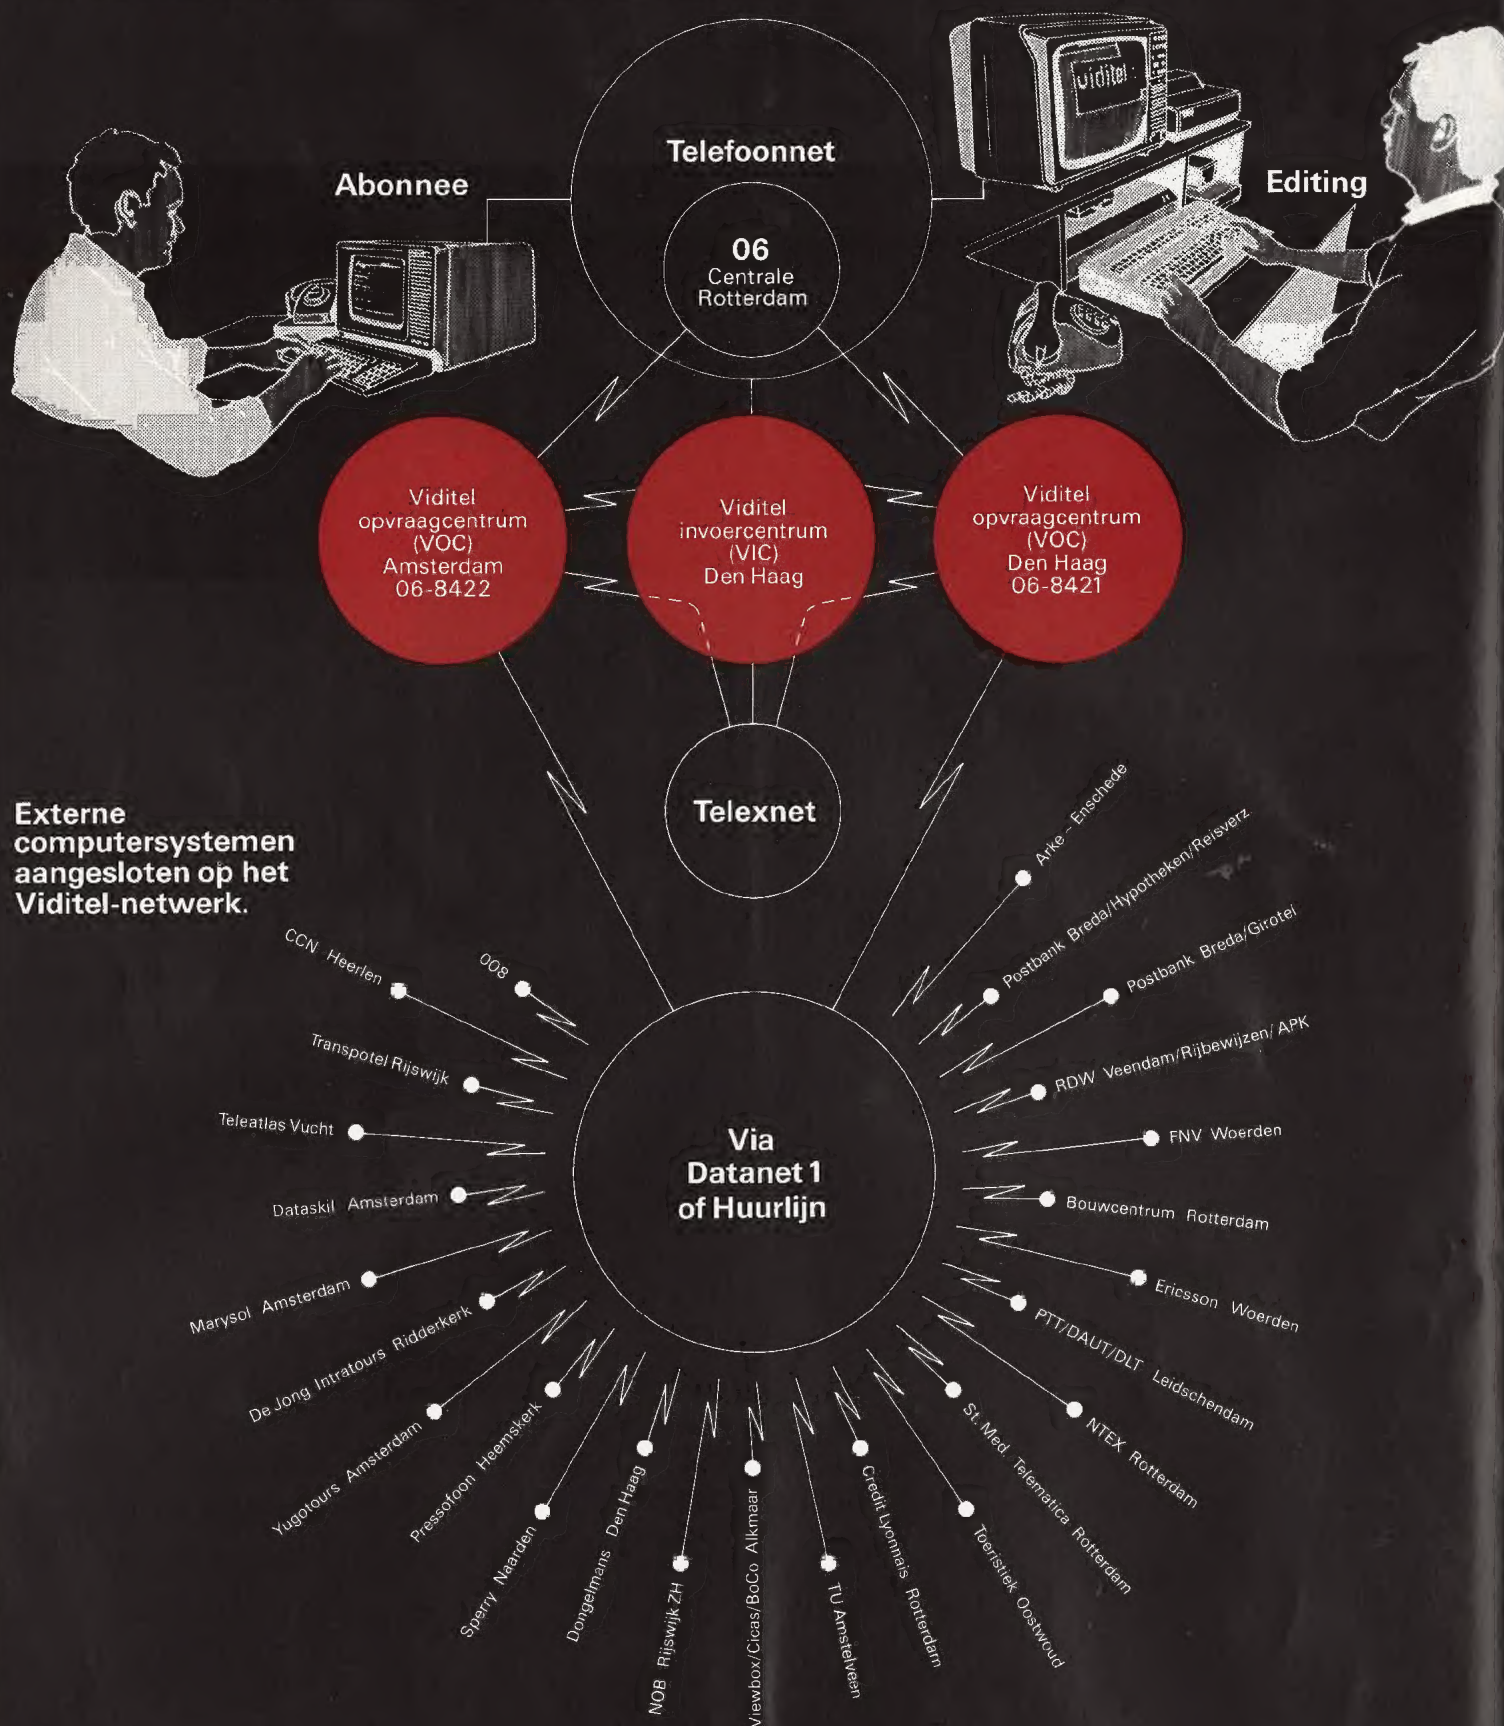 Telefoonnet
Abonnee
viditel
Editing
06
Centrale
Rotterdam
Viditel
opvraagcentrum
(VOC)
Amsterdam
06-8422
Viditel
invoercentrum
(VIC)
Den Haag
Viditel
opvraagcentrum
(VOC)
Den Haag
06-8421
Telexnet
Externe
computersystemen
aangesloten op het
Viditel-netwerk.
Via
Datanet 1
of Huurlijn
008
CCN Heerlen
Transpotel Rijswijk
Teleatlas Vucht
Dataskil Amsterdam
Marysol Amsterdam
De Jong Intratours Ridderkerk
Yugotours Amsterdam
Pressofoon Heemskerk
Sperry Naarden
Dongelmans Den Haag
NOB Rijswijk ZH
Viewbox/Cicas/BoCo Alkmaar
TU Amstelveen
Credit Lyonnais Rotterdam
Toeristiek Oostwoud
St. Med. Telematica Rotterdam
NTEX Rotterdam
PTT/DAUT/DLT Leidschendam
Ericsson Woerden
Bouwcentrum Rotterdam
FNV Woerden
RDW Veendam/Rijbewijzen/APK
Postbank Breda/Girotel
Postbank Breda/Hypotheken/Reisverz
Arke - Enschede